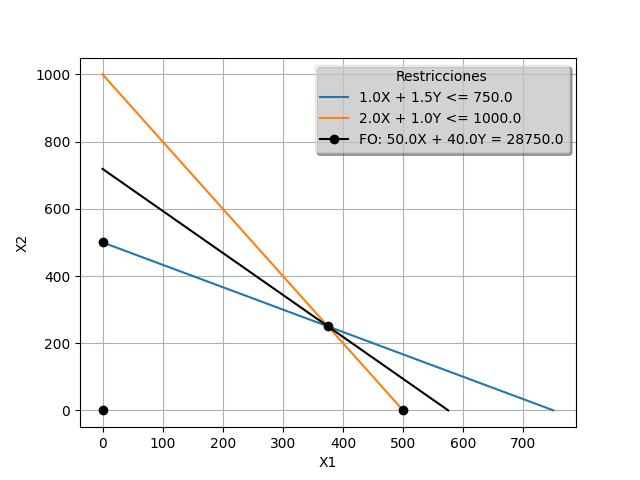 Restricciones
1.0X + 1.5Y <= 750.0
2.0X + 1.0Y <= 1000.0
FO: 50.0X + 40.0Y = 28750.0
1000
800
600
400
200
0
X2
0 100 200 300 400 500 600 700
X1